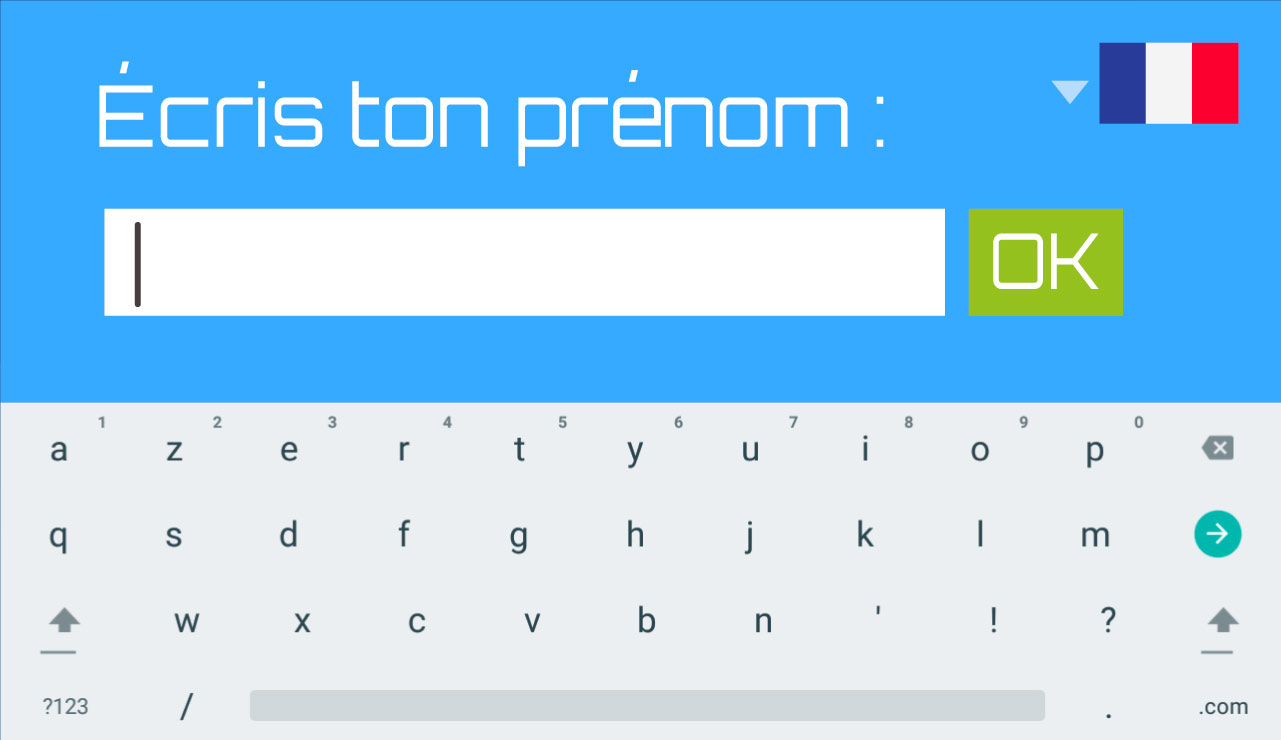 Écris ton prénom :
OK
1 2 3 4 5 6 7 8 9 0
a z e r t y u i o p
q s d f g h j k l m
w x c v b n ' ! ?
?123 / . .com